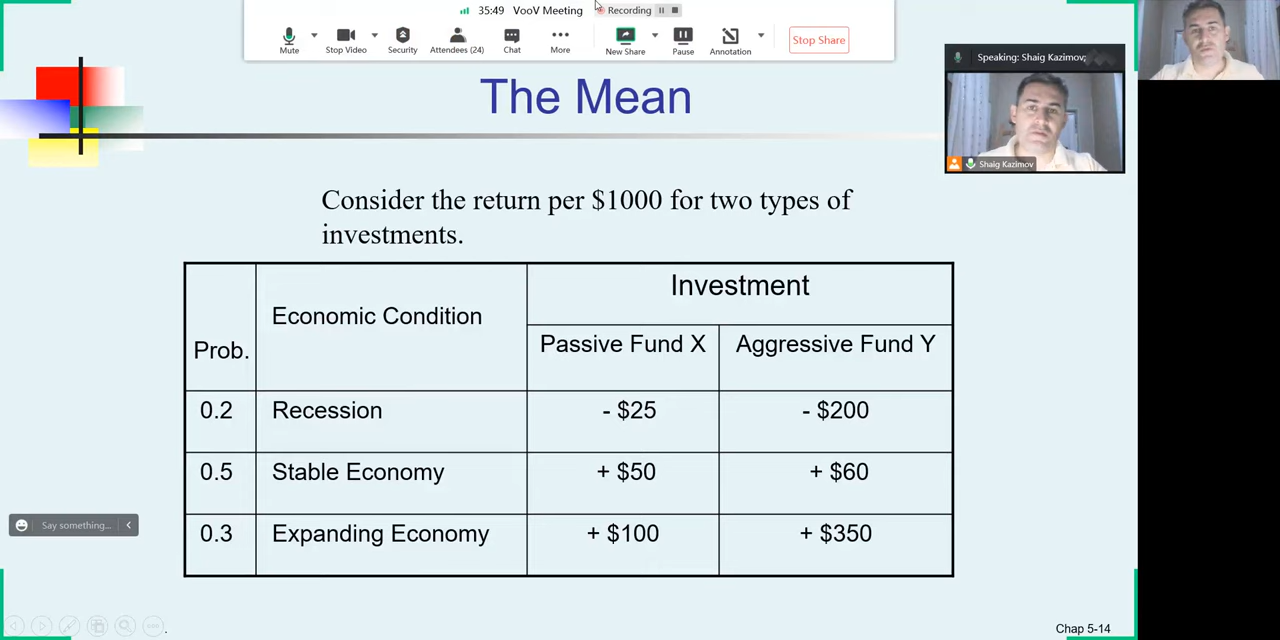 35:49 VooV Meeting Recording
Mute Stop Video Security Attendees (24) Chat More New Share Pause Annotation Stop Share
Speaking: Shaig Kazimov;
Shaig Kazimov
The Mean
Consider the return per $1000 for two types of
investments.
Prob. Economic Condition Investment
Passive Fund X Aggressive Fund Y
0.2 Recession - $25 - $200
0.5 Stable Economy + $50 + $60
0.3 Expanding Economy + $100 + $350
Say something...
Chap 5-14